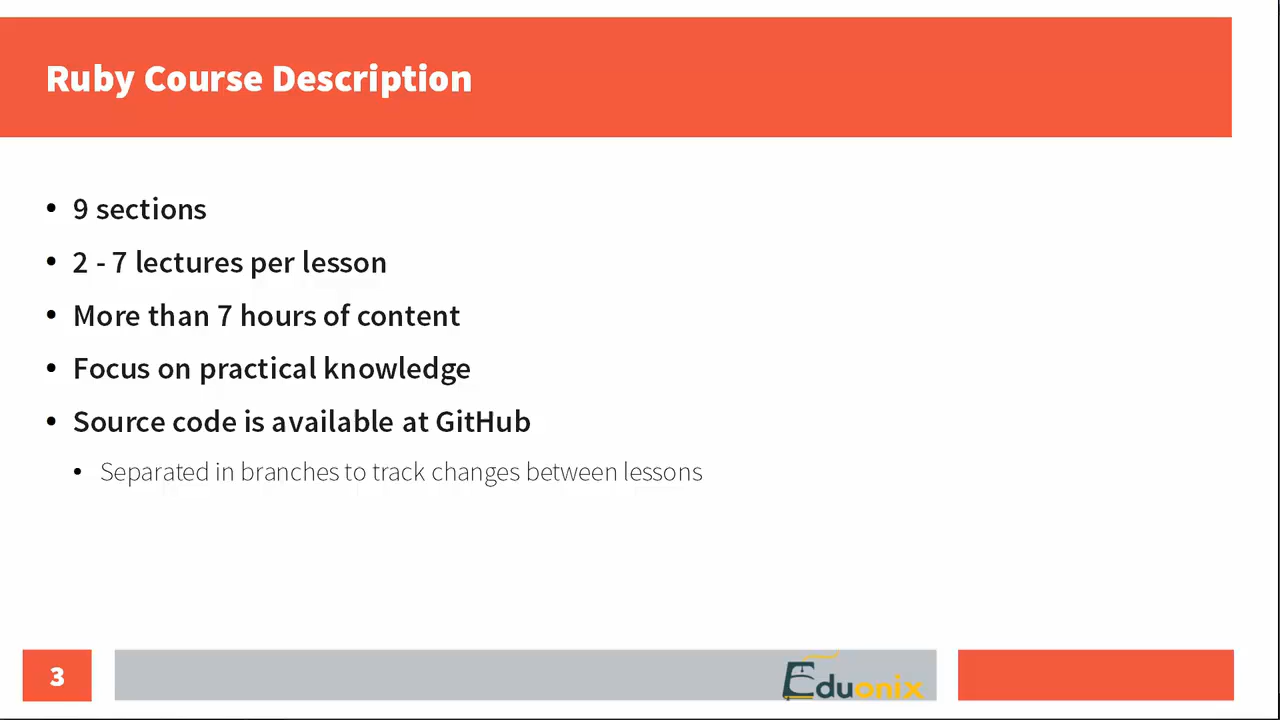 Ruby Course Description
• 9 sections
• 2 - 7 lectures per lesson
• More than 7 hours of content
• Focus on practical knowledge
• Source code is available at GitHub
• Separated in branches to track changes between lessons
3
Eduonix